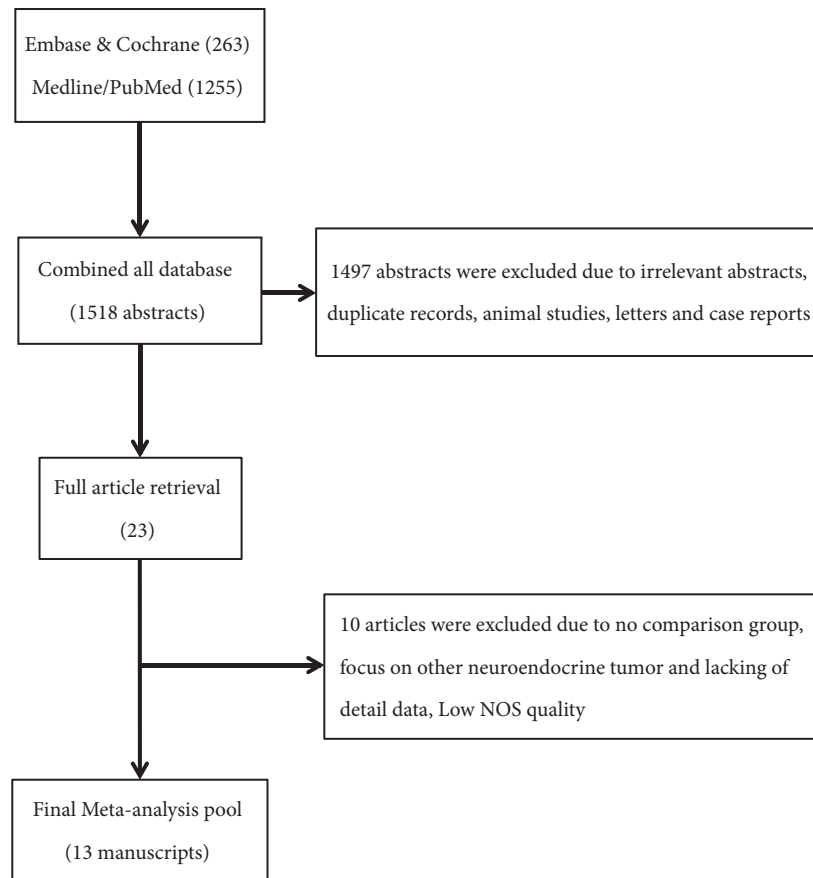 Embase & Cochrane (263)
Medline/PubMed (1255)
Combined all database
(1518 abstracts)
1497 abstracts were excluded due to irrelevant abstracts,
duplicate records, animal studies, letters and case reports
Full article retrieval
(23)
10 articles were excluded due to no comparison group,
focus on other neuroendocrine tumor and lacking of
detail data, Low NOS quality
Final Meta-analysis pool
(13 manuscripts)